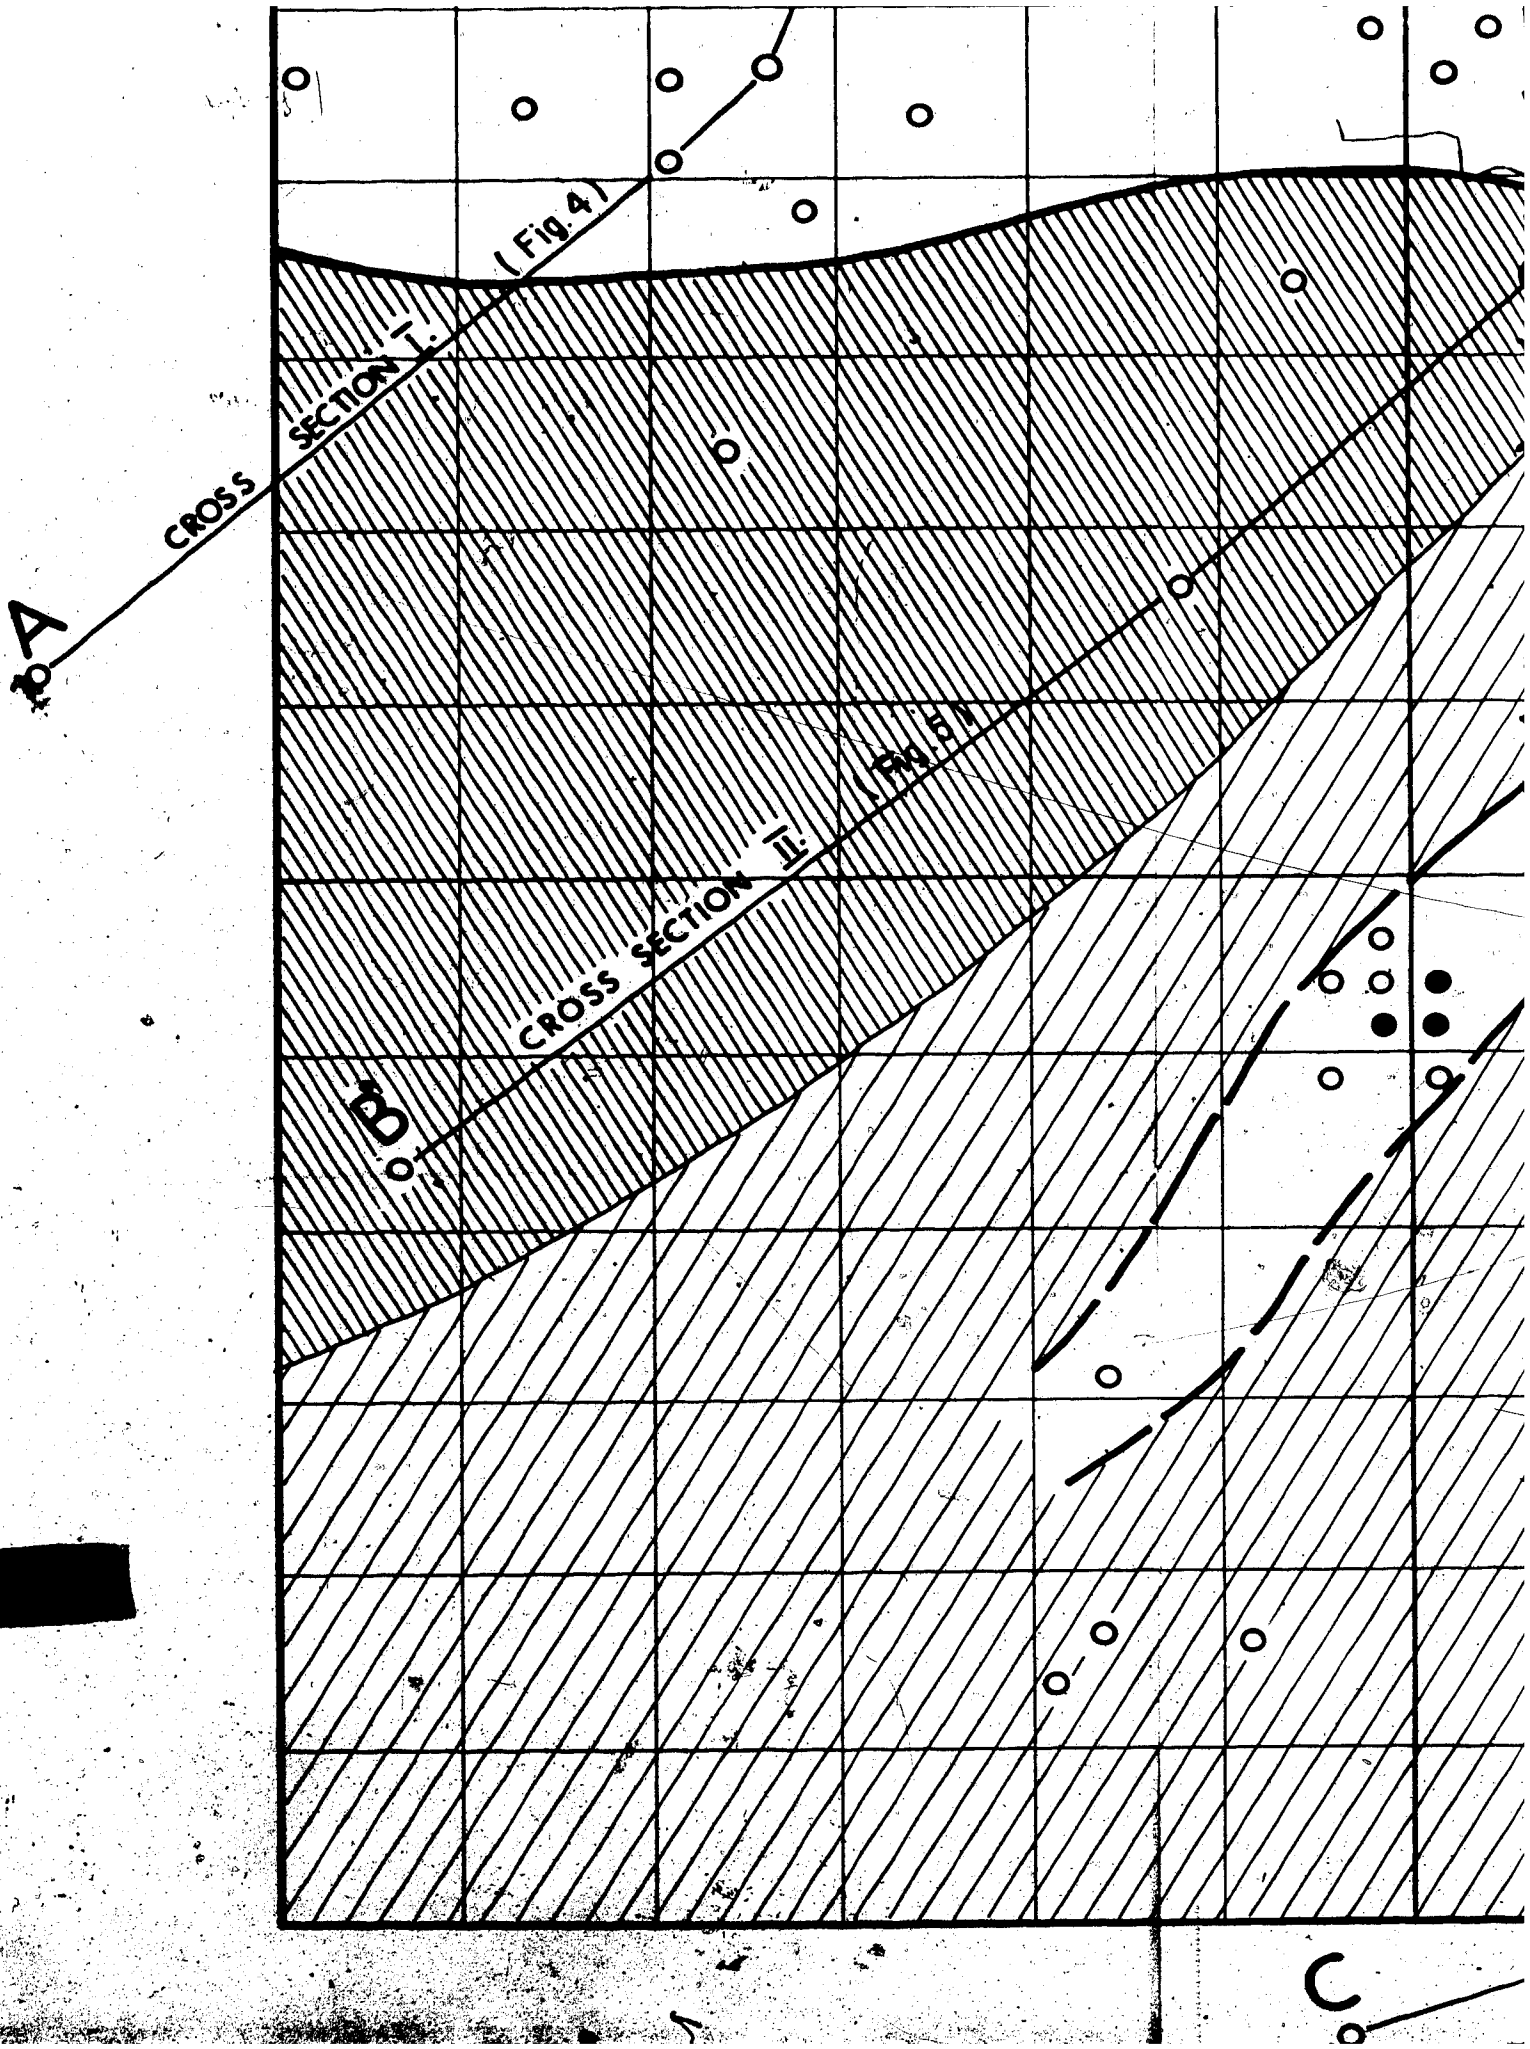 A
CROSS SECTION I. (Fig. 4)
B
CROSS SECTION II. (Fig. 5)
C